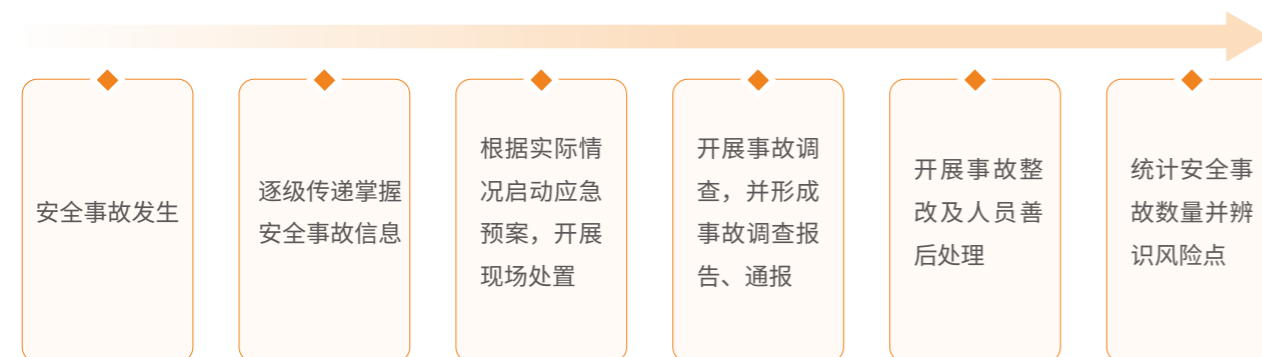 安全事故发生
逐级传递掌握
安全事故信息
根据实际情
况启动应急
预案，开展
现场处置
开展事故调
查，并形成
事故调查报
告、通报
开展事故整
改及人员善
后处理
统计安全事
故数量并辨
识风险点